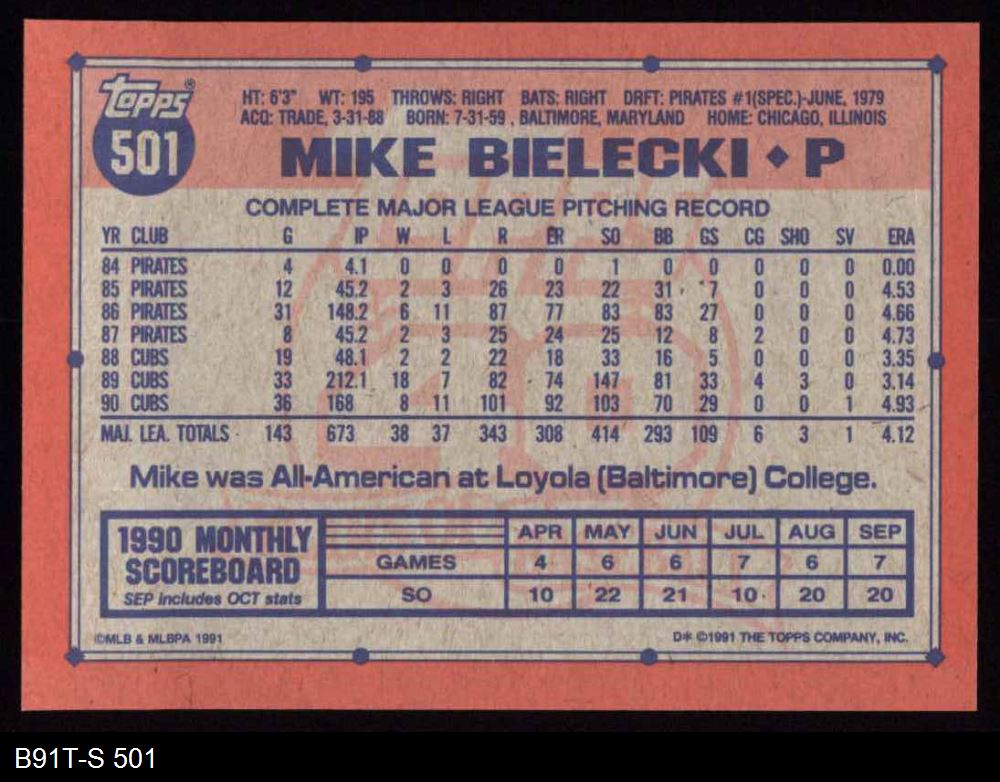 TOPPS®
501
HT: 6'3" WT: 195 THROWS: RIGHT BATS: RIGHT DRFT: PIRATES #1(SPEC.)-JUNE, 1979
ACQ: TRADE, 3-31-88 BORN: 7-31-59, BALTIMORE, MARYLAND HOME: CHICAGO, ILLINOIS
MIKE BIELECKI ◆ P
COMPLETE MAJOR LEAGUE PITCHING RECORD
YR CLUB G IP W L R ER SO BB GS CG SHO SV ERA
84 PIRATES 4 4.1 0 0 0 0 1 0 0 0 0 0 0.00
85 PIRATES 12 45.2 2 3 26 23 22 31 7 0 0 0 4.53
86 PIRATES 31 148.2 6 11 87 77 83 83 27 0 0 0 4.66
87 PIRATES 8 45.2 2 3 25 24 25 12 8 2 0 0 4.73
88 CUBS 19 48.1 2 2 22 18 33 16 5 0 0 0 3.35
89 CUBS 33 212.1 18 7 82 74 147 81 33 4 3 0 3.14
90 CUBS 36 168 8 11 101 92 103 70 29 0 0 1 4.93
MAJ. LEA. TOTALS 143 673 38 37 343 308 414 293 109 6 3 1 4.12
Mike was All-American at Loyola (Baltimore) College.
1990 MONTHLY SCOREBOARD
SEP includes OCT stats
APR MAY JUN JUL AUG SEP
GAMES 4 6 6 7 6 7
SO 10 22 21 10 20 20
©MLB & MLBPA 1991 D* ©1991 THE TOPPS COMPANY, INC.
B91T-S 501